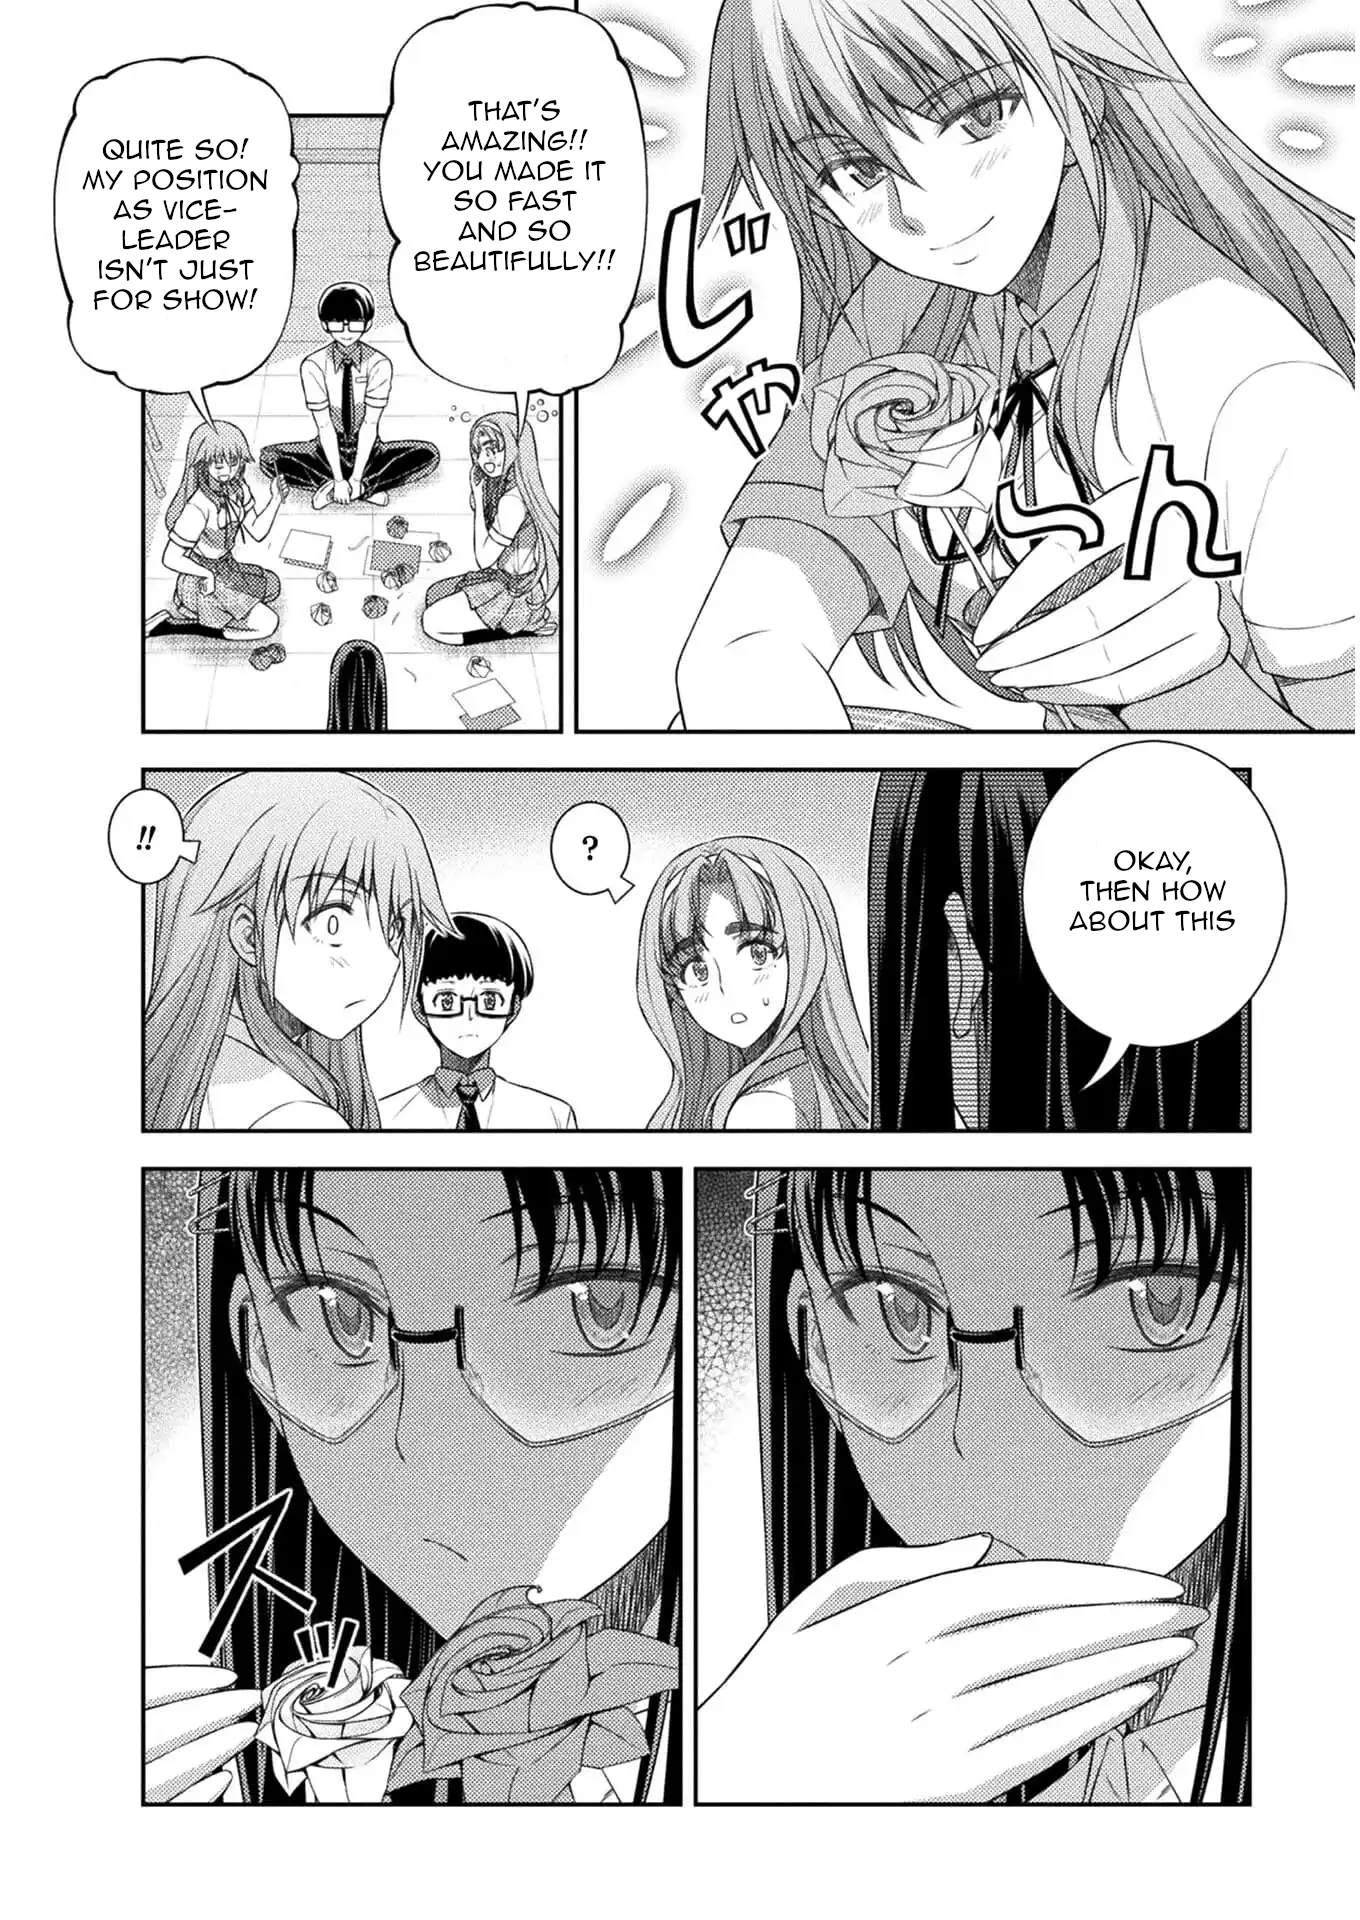 じゃ〜ん
THAT'S
AMAZING!!
YOU MADE IT
SO FAST
AND SO
BEAUTIFULLY!!
QUITE SO!
MY POSITION
AS VICE-
LEADER
ISN'T JUST
FOR SHOW!
OKAY,
THEN HOW
ABOUT THIS
?
!!
スッ